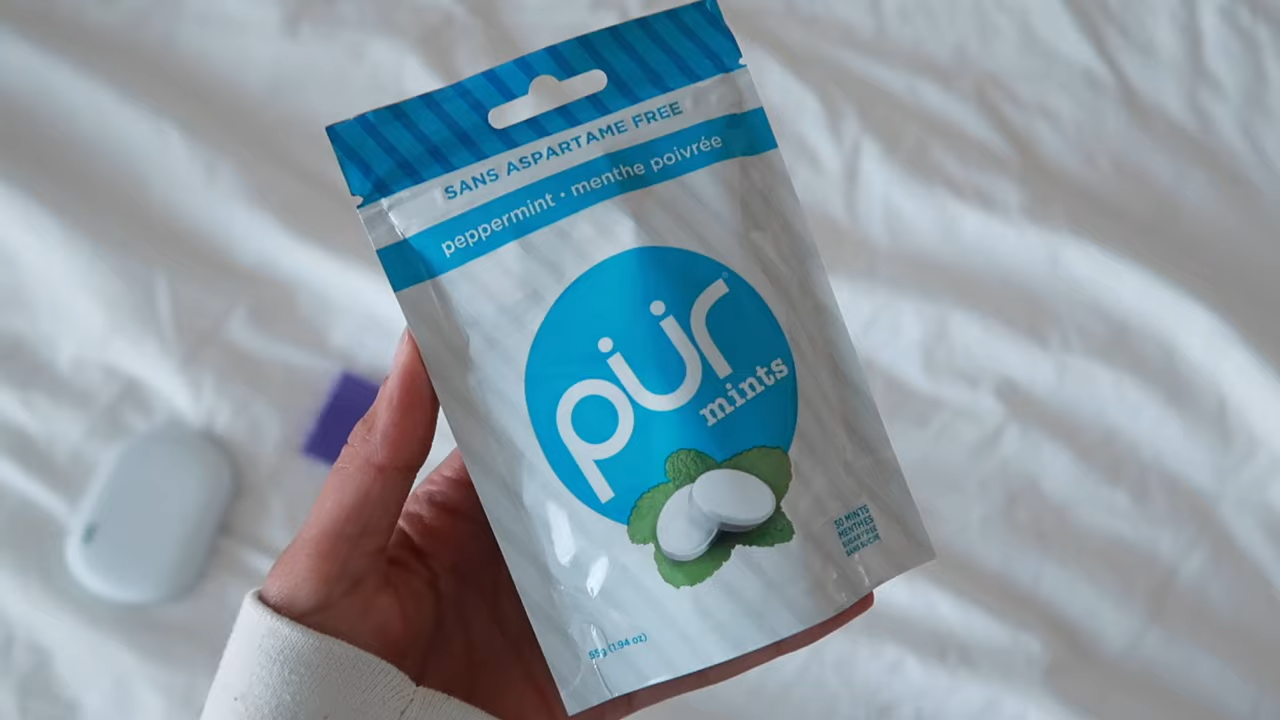 SANS ASPARTAME FREE
peppermint • menthe poivrée
pür
mints
50 MINTS
MENTHES
SUGAR FREE
SANS SUCRE
55g (1.94 oz)